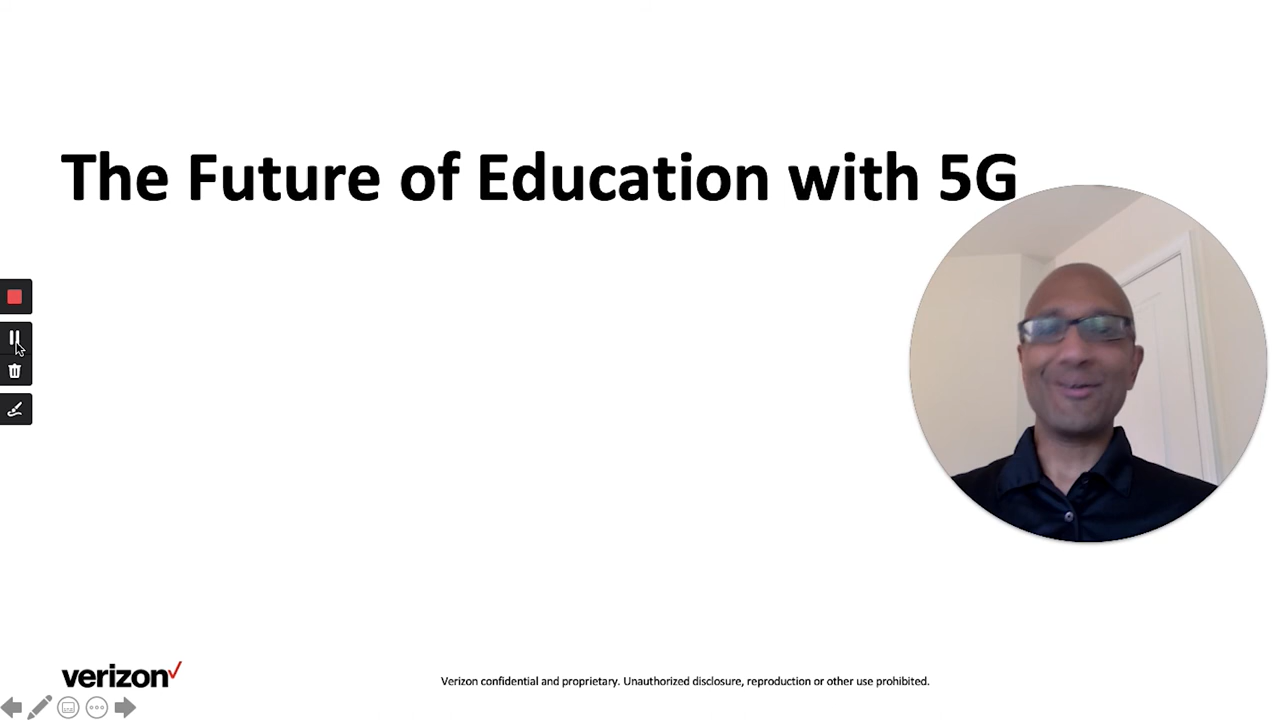 The Future of Education with 5G
verizon
Verizon confidential and proprietary. Unauthorized disclosure, reproduction or other use prohibited.